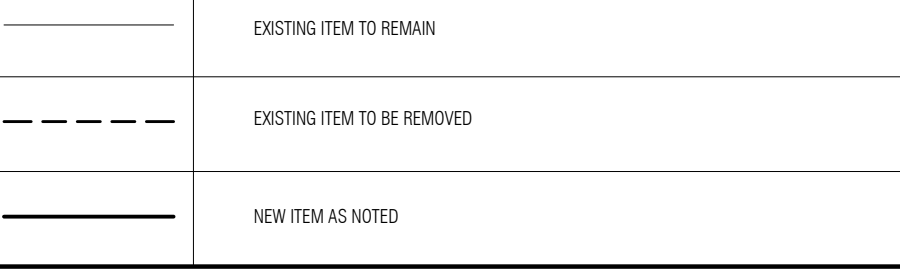 EXISTING ITEM TO REMAIN
EXISTING ITEM TO BE REMOVED
NEW ITEM AS NOTED